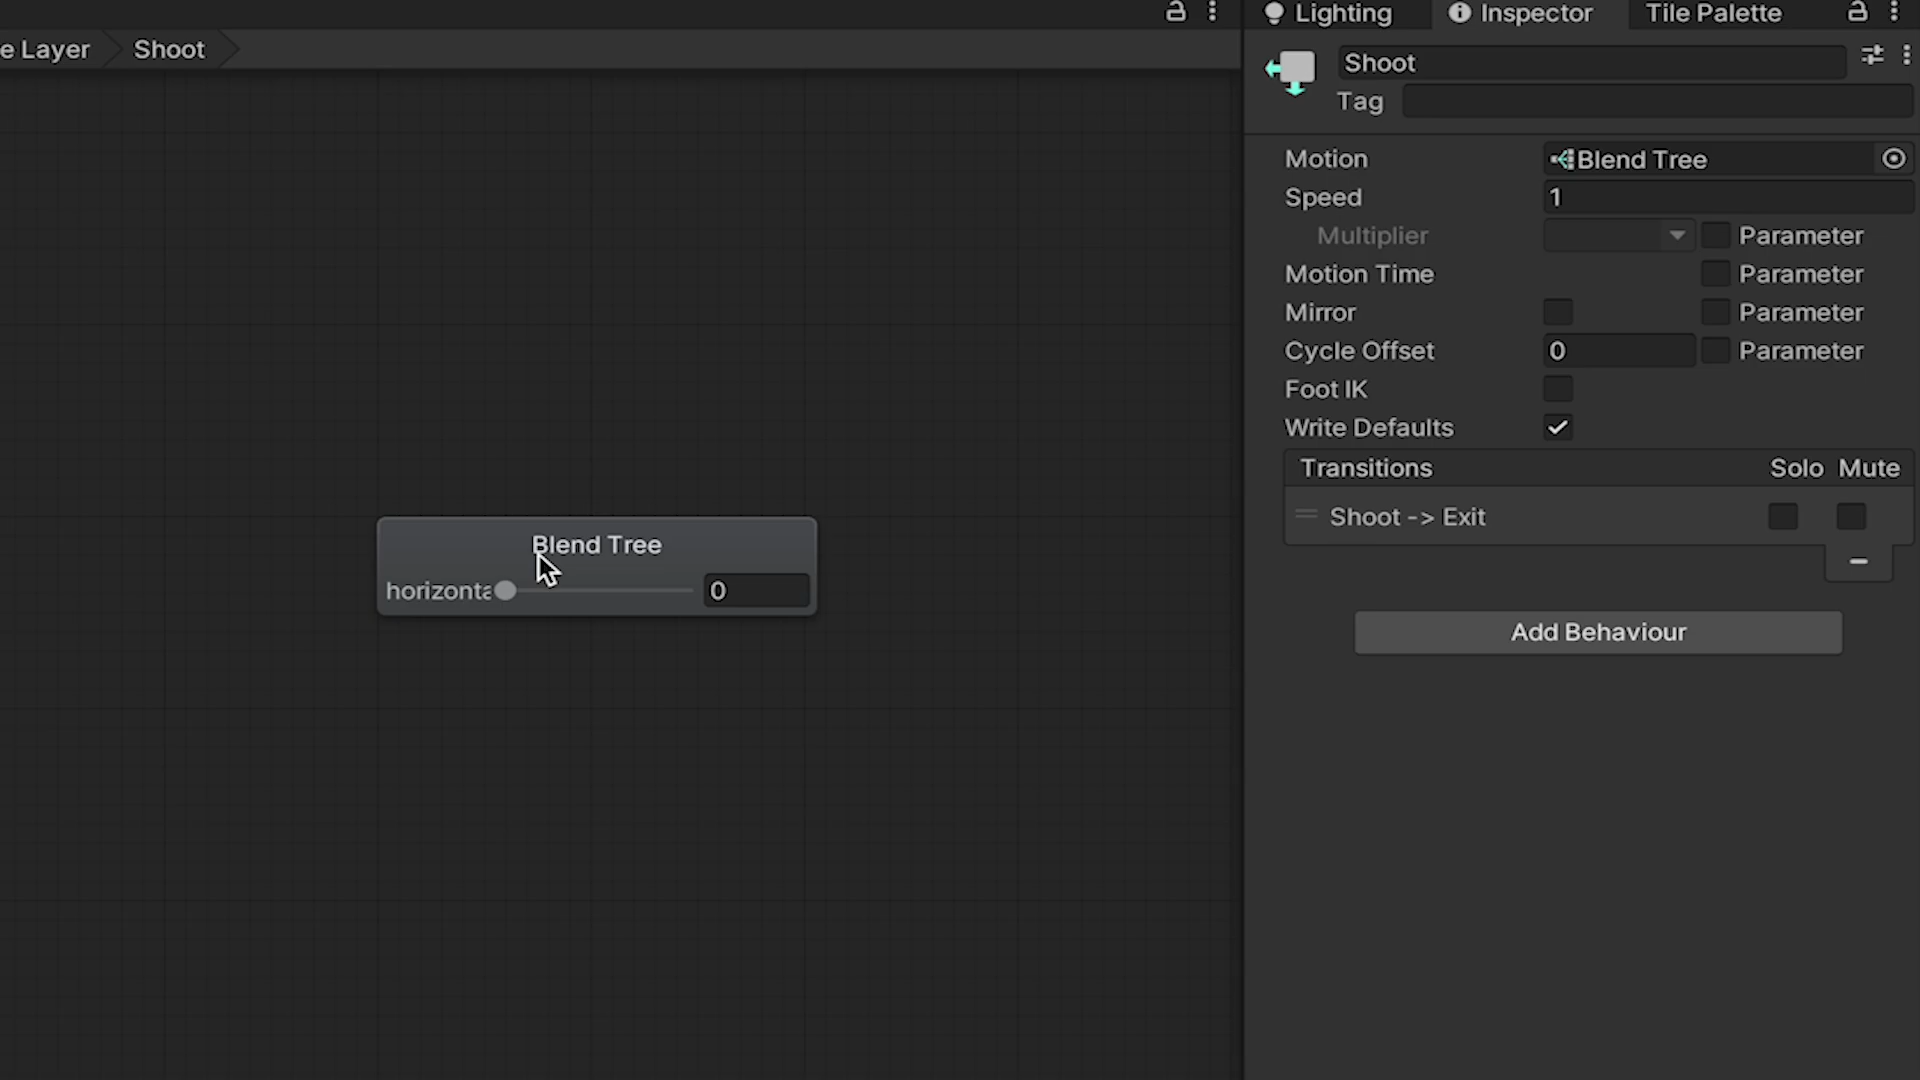 e Layer
Shoot
Lighting
Inspector
Tile Palette
Shoot
Tag
Motion
Blend Tree
Speed
1
Multiplier
Parameter
Motion Time
Parameter
Mirror
Parameter
Cycle Offset
0
Parameter
Foot IK
Write Defaults
Transitions
Solo
Mute
Shoot -> Exit
Add Behaviour
Blend Tree
horizonta
0